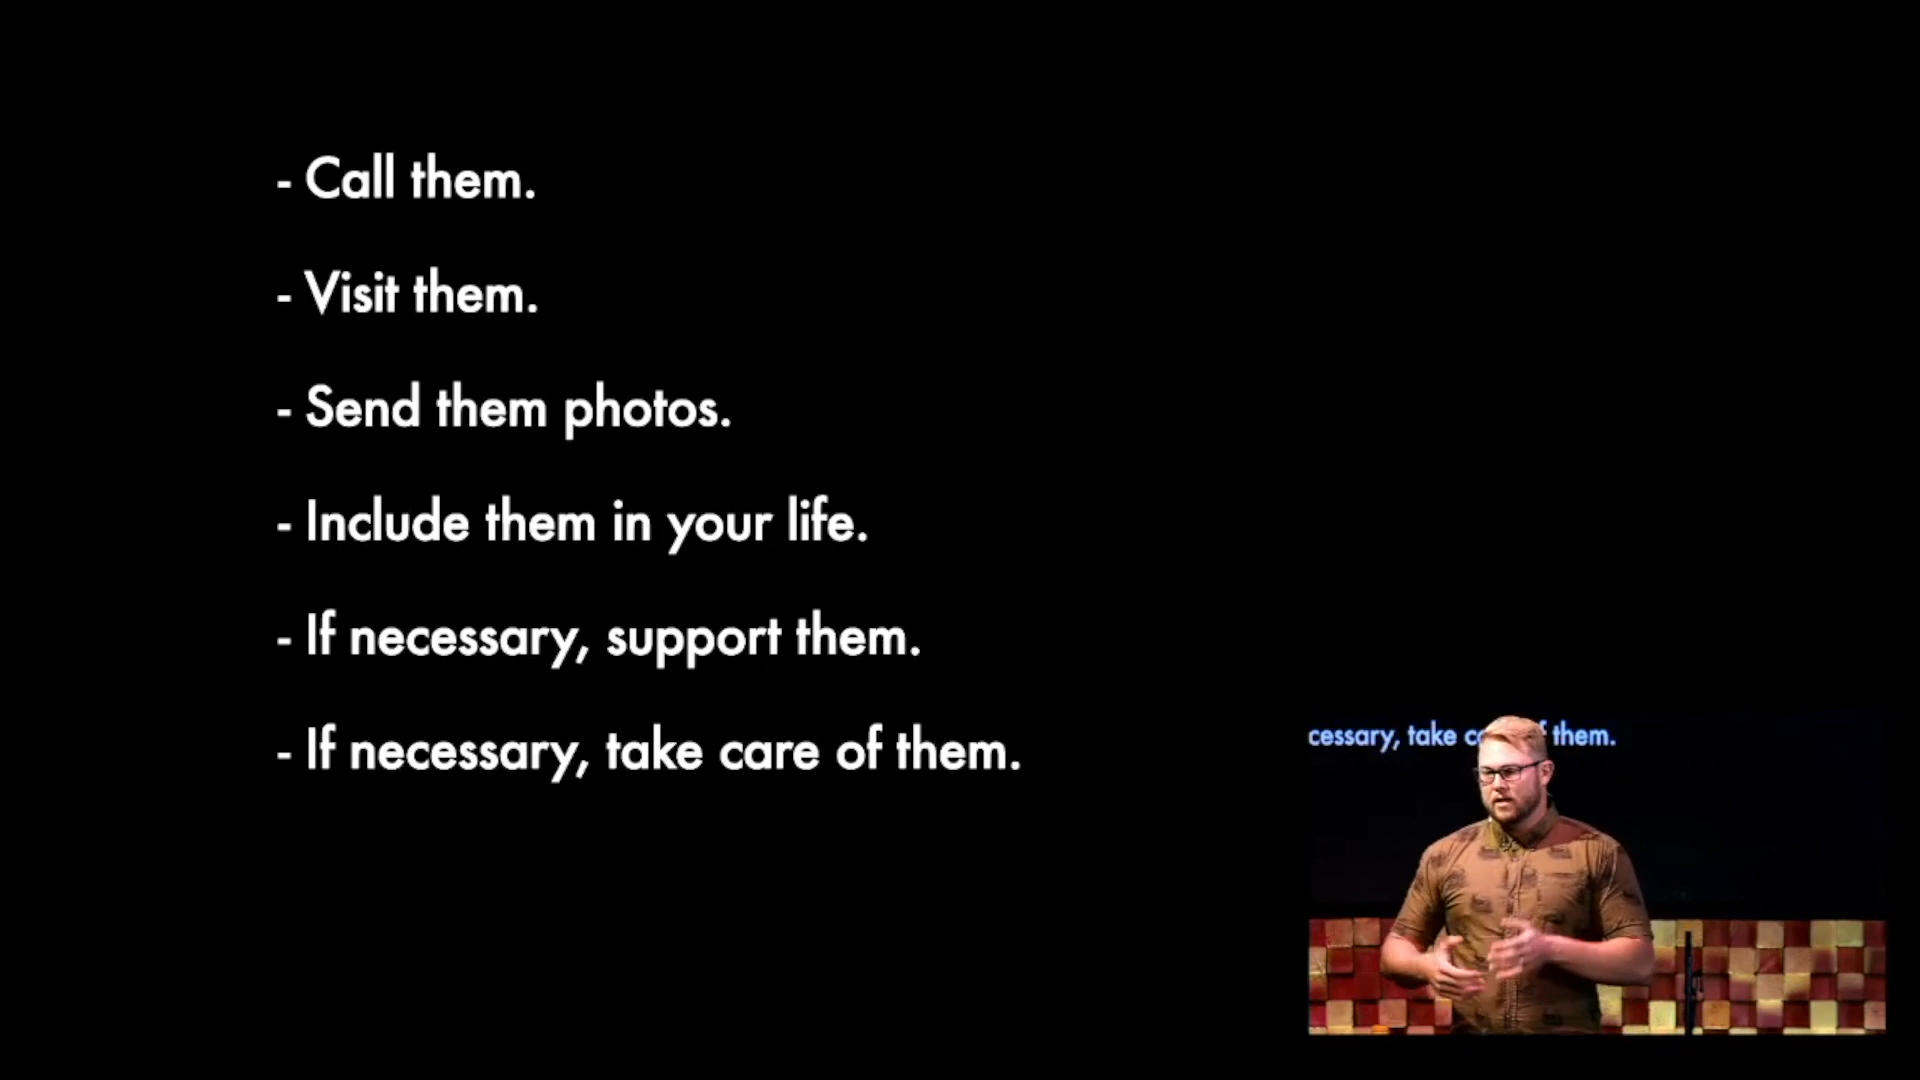 - Call them.
- Visit them.
- Send them photos.
- Include them in your life.
- If necessary, support them.
- If necessary, take care of them.
cessary, take them.